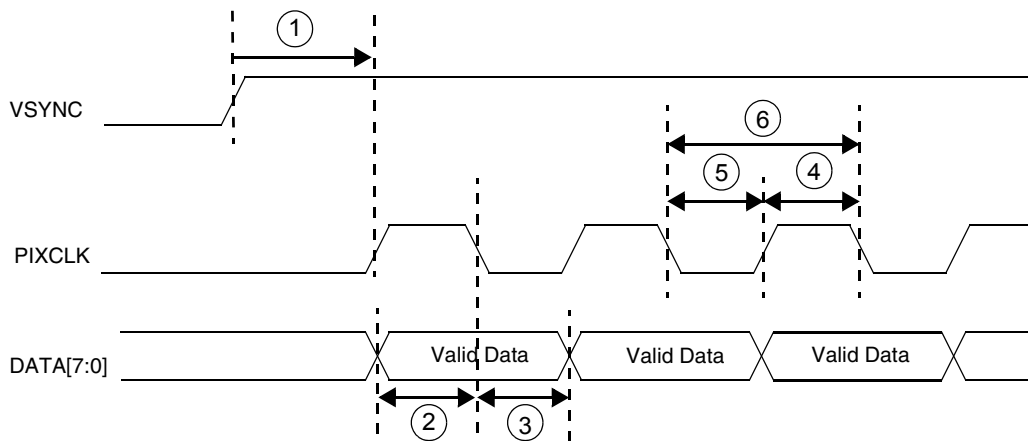 ①
VSYNC
⑥
⑤ ④
PIXCLK
DATA[7:0] Valid Data Valid Data Valid Data
② ③